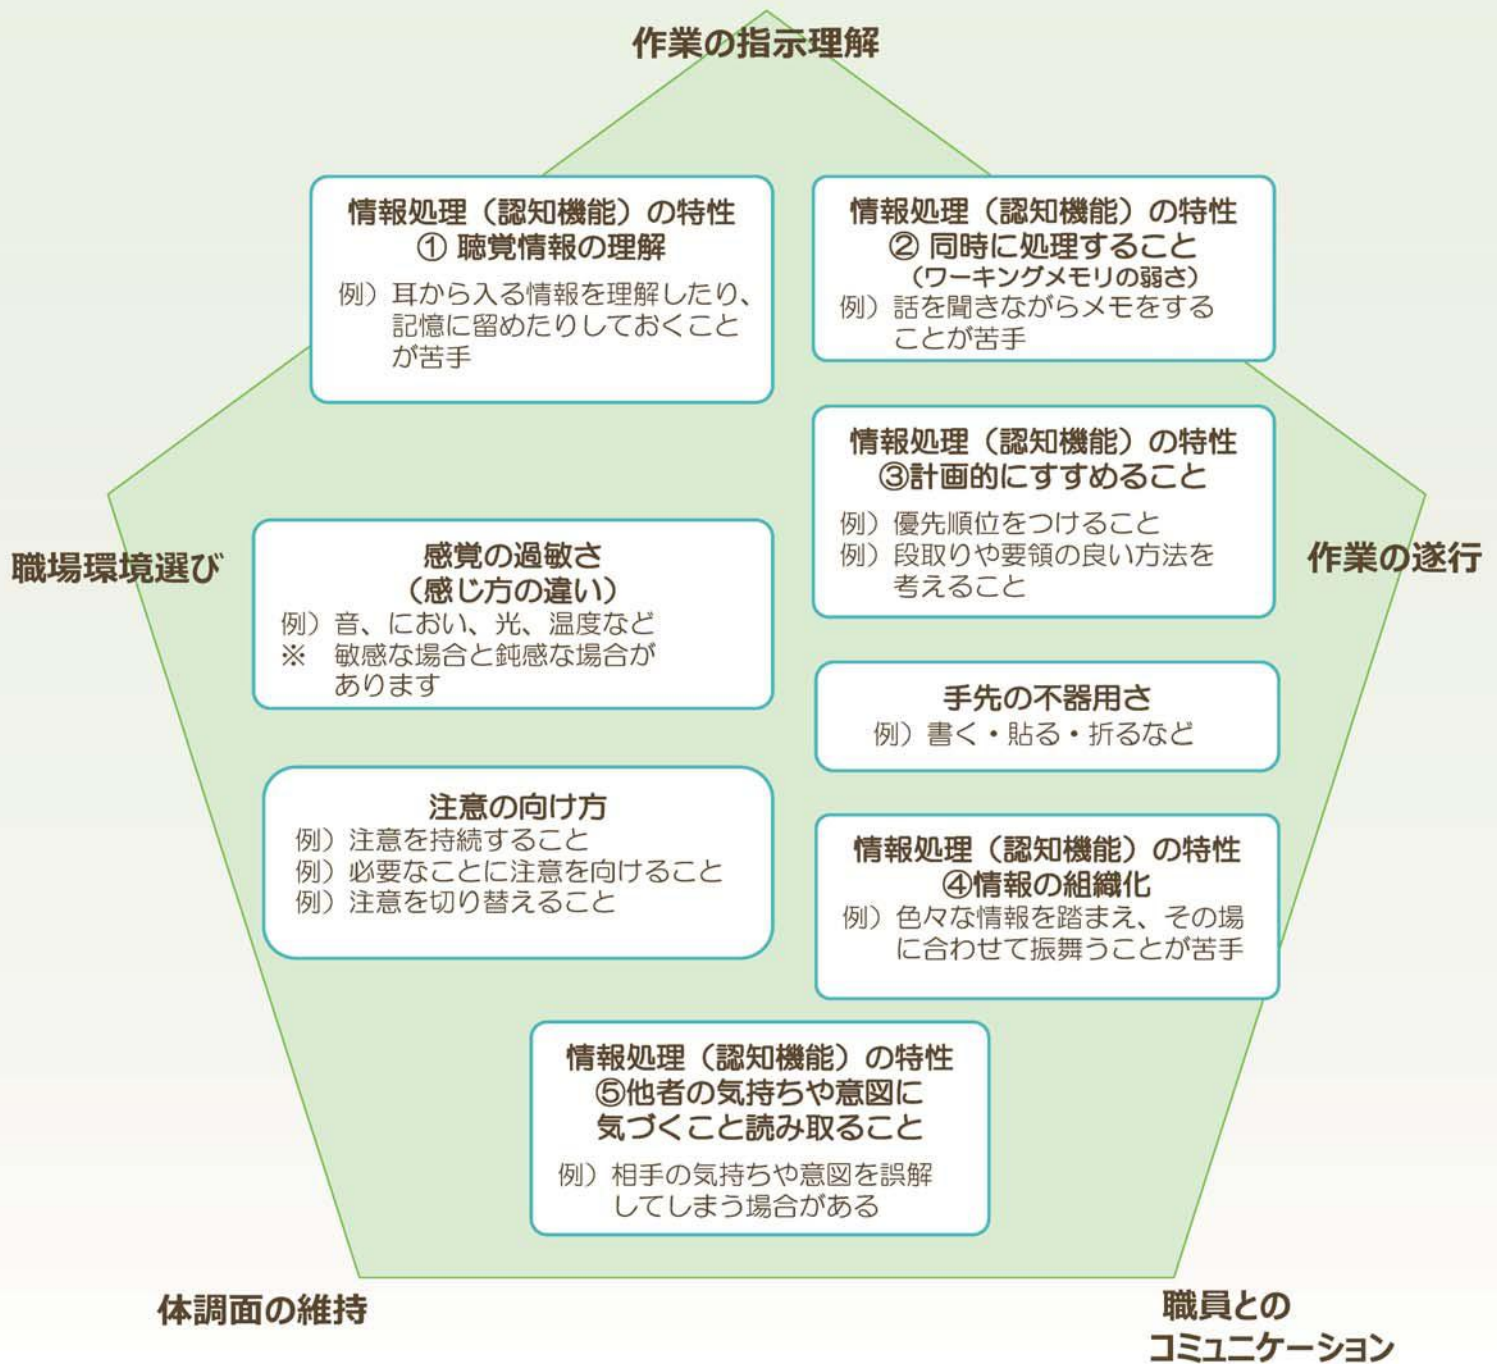 作業の指示理解
情報処理（認知機能）の特性
① 聴覚情報の理解
例）耳から入る情報を理解したり、
記憶に留めたりしておくこと
が苦手
情報処理（認知機能）の特性
② 同時に処理すること
（ワーキングメモリの弱さ）
例）話を聞きながらメモをする
ことが苦手
情報処理（認知機能）の特性
③計画的にすすめること
例）優先順位をつけること
例）段取りや要領の良い方法を
考えること
職場環境選び
感覚の過敏さ
（感じ方の違い）
例）音、におい、光、温度など
※ 敏感な場合と鈍感な場合が
あります
作業の遂行
手先の不器用さ
例）書く・貼る・折るなど
注意の向け方
例）注意を持続すること
例）必要なことに注意を向けること
例）注意を切り替えること
情報処理（認知機能）の特性
④情報の組織化
例）色々な情報を踏まえ、その場
に合わせて振舞うことが苦手
情報処理（認知機能）の特性
⑤他者の気持ちや意図に
気づくこと読み取ること
例）相手の気持ちや意図を誤解
してしまう場合がある
体調面の維持
職員との
コミュニケーション